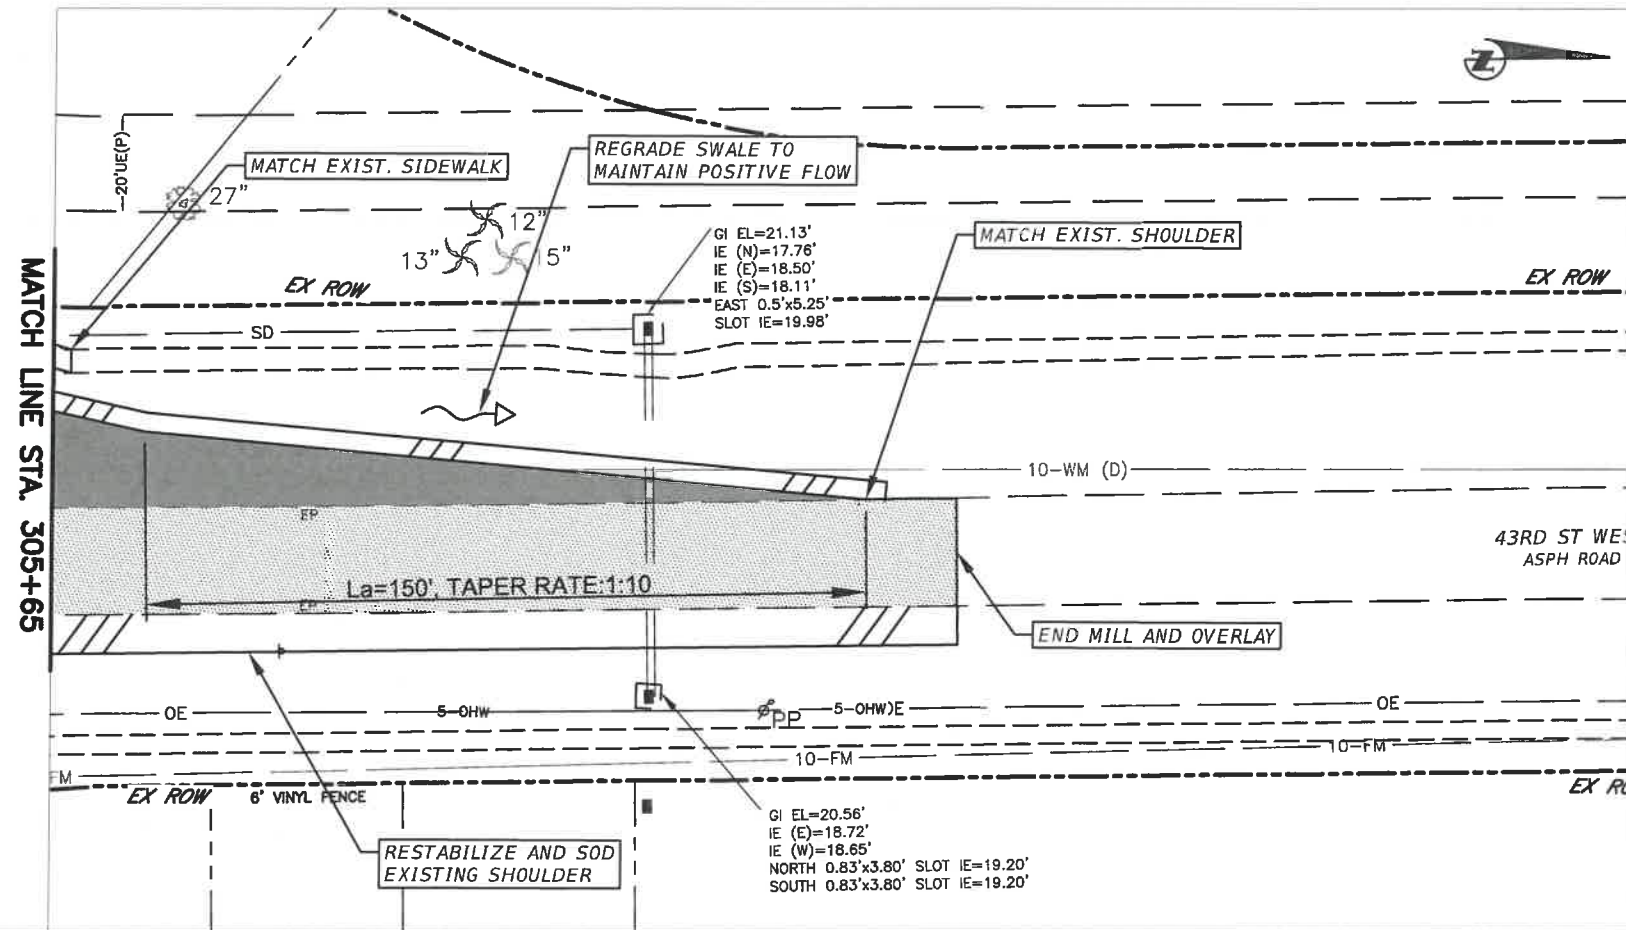 20'UE(P)
MATCH EXIST. SIDEWALK
27"
REGRADE SWALE TO
MAINTAIN POSITIVE FLOW
12"
13"
5"
GI EL=21.13'
IE (N)=17.76'
IE (E)=18.50'
IE (S)=18.11'
EAST 0.5'x5.25'
SLOT IE=19.98'
MATCH EXIST. SHOULDER
EX ROW
EX ROW
SD
MATCH LINE STA. 305+65
10-WM (D)
EP
43RD ST WES
ASPH ROAD
La=150', TAPER RATE:1:10
EP
END MILL AND OVERLAY
OE
5-OHW
PP
5-OHW)E
OE
10-FM
10-FM
FM
EX ROW
6' VINYL FENCE
EX RO
GI EL=20.56'
IE (E)=18.72'
IE (W)=18.65'
NORTH 0.83'x3.80' SLOT IE=19.20'
SOUTH 0.83'x3.80' SLOT IE=19.20'
RESTABILIZE AND SOD
EXISTING SHOULDER
Z